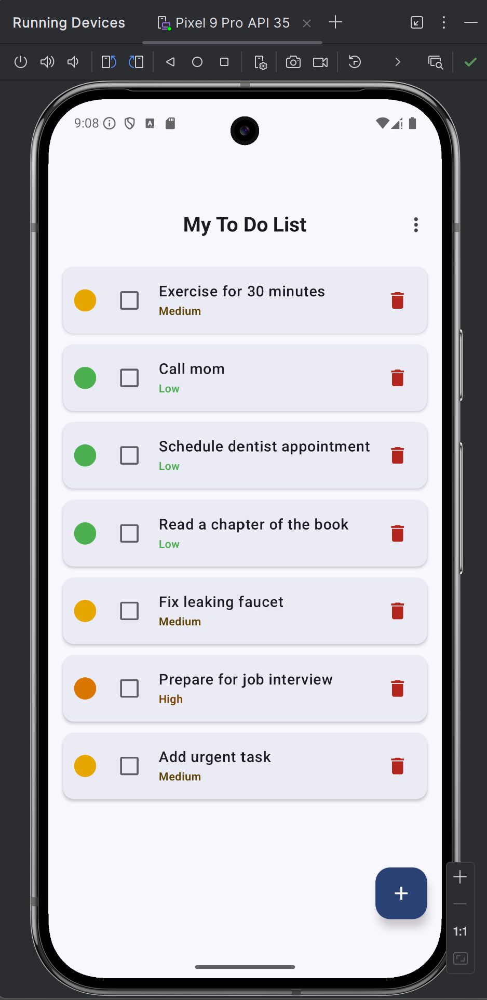 Running Devices
Pixel 9 Pro API 35
9:08
A
My To Do List
Exercise for 30 minutes
Medium
Call mom
Low
Schedule dentist appointment
Low
Read a chapter of the book
Low
Fix leaking faucet
Medium
Prepare for job interview
High
Add urgent task
Medium
1:1